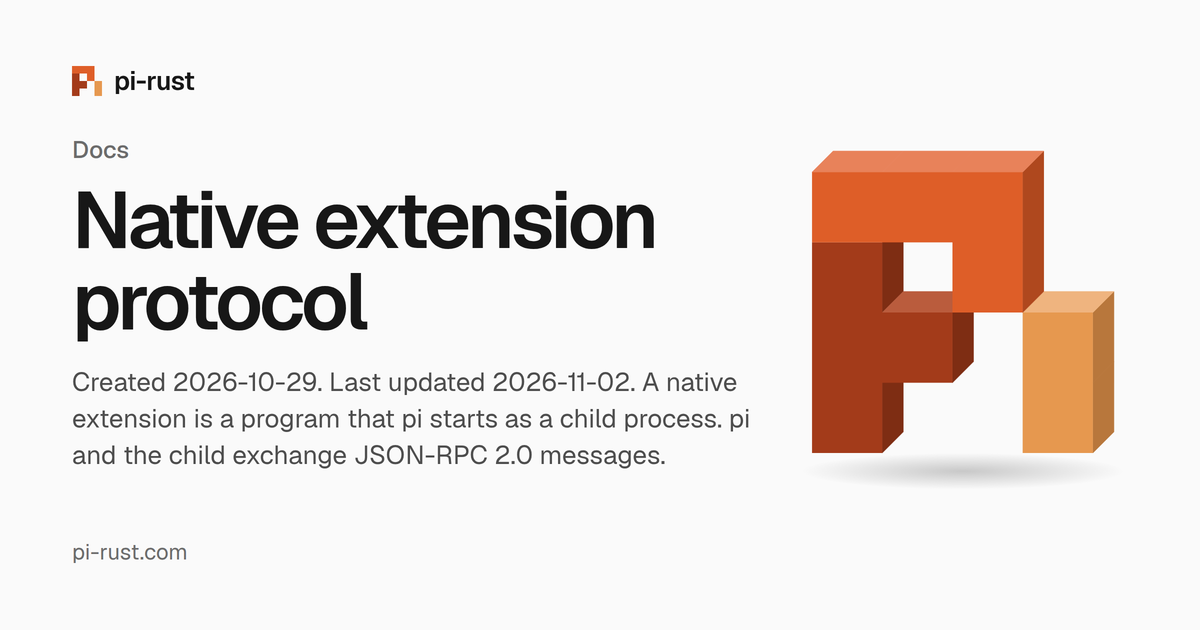 pi-rust
Docs
Native extension
protocol
Created 2026-10-29. Last updated 2026-11-02. A native
extension is a program that pi starts as a child process. pi
and the child exchange JSON-RPC 2.0 messages.
pi-rust.com